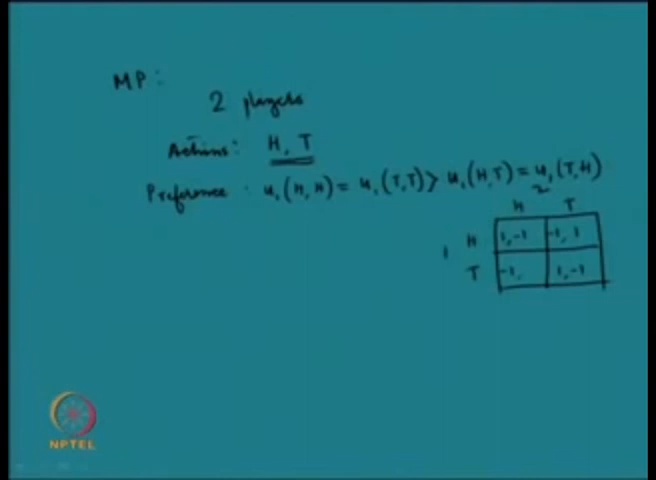 MP:
2 players
Actions: H, T
Preference: u₁(H,H) = u₁(T,T) > u₁(H,T) = u₁(T,H)
2
H T
1 H 1,-1 -1, 1
T -1, 1,-1
NPTEL